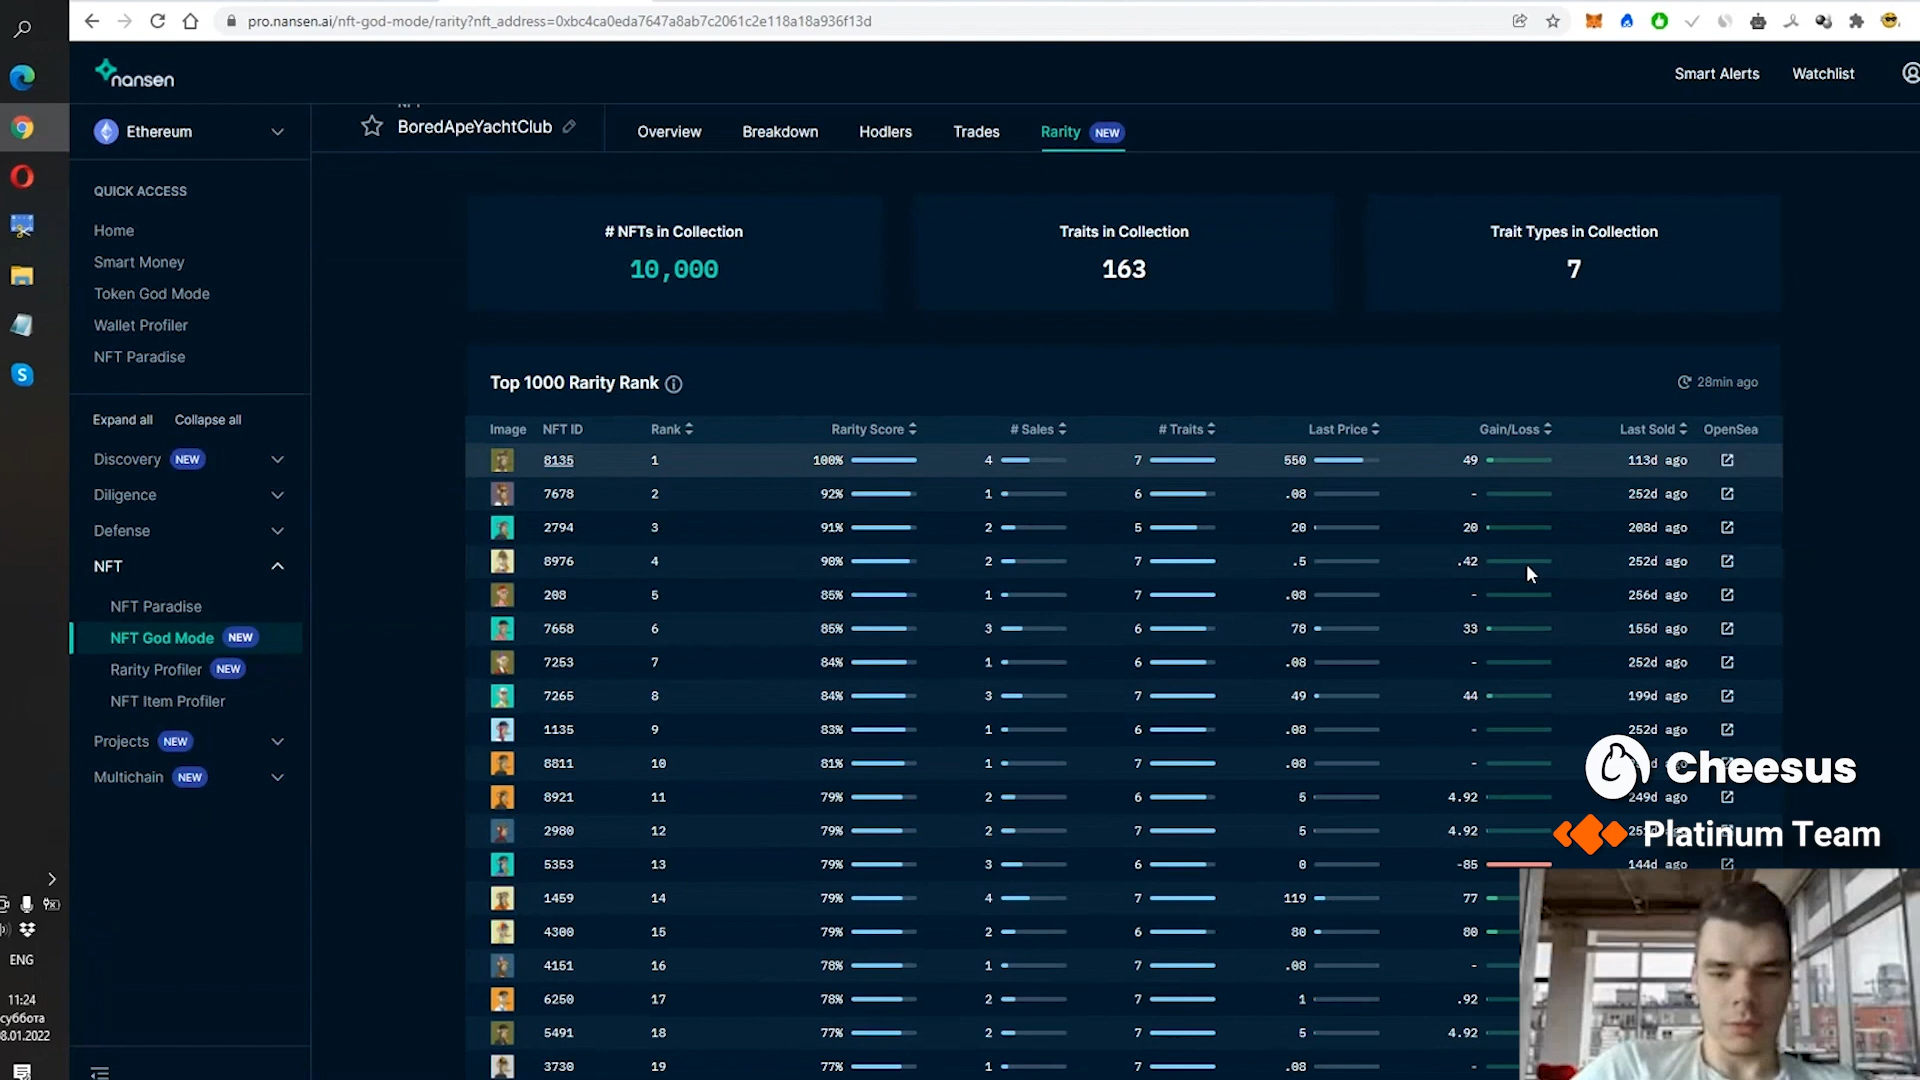 pro.nansen.ai/nft-god-mode/rarity?nft_address=0xbc4ca0eda7647a8ab7c2061c2e118a18a936f13d
nansen
Smart Alerts Watchlist
Ethereum
BoredApeYachtClub
Overview Breakdown Hodlers Trades Rarity NEW
QUICK ACCESS
Home
Smart Money
Token God Mode
Wallet Profiler
NFT Paradise
Expand all Collapse all
Discovery NEW
Diligence
Defense
NFT
NFT Paradise
NFT God Mode NEW
Rarity Profiler NEW
NFT Item Profiler
Projects NEW
Multichain NEW
# NFTs in Collection
10,000
Traits in Collection
163
Trait Types in Collection
7
Top 1000 Rarity Rank
28min ago
Image NFT ID Rank Rarity Score # Sales # Traits Last Price Gain/Loss Last Sold OpenSea
8135 1 100% 4 7 550 49 113d ago
7678 2 92% 1 6 .08 - 252d ago
2794 3 91% 2 5 20 20 208d ago
8976 4 90% 2 7 .5 .42 252d ago
208 5 85% 1 7 .08 - 256d ago
7658 6 85% 3 6 78 33 155d ago
7253 7 84% 1 6 .08 - 252d ago
7265 8 84% 3 7 49 44 199d ago
1135 9 83% 1 6 .08 - 252d ago
8811 10 81% 1 7 .08 -
8921 11 79% 2 6 5 4.92 249d ago
2980 12 79% 2 7 5 4.92
5353 13 79% 3 6 0 -85 144d ago
1459 14 79% 4 7 119 77
4300 15 79% 2 6 80 80
4151 16 78% 1 7 .08 -
6250 17 78% 2 7 1 .92
5491 18 77% 2 7 5 4.92
3730 19 77% 1 7 .08 -
Cheesus
Platinum Team
ENG
11:24
суббота
8.01.2022